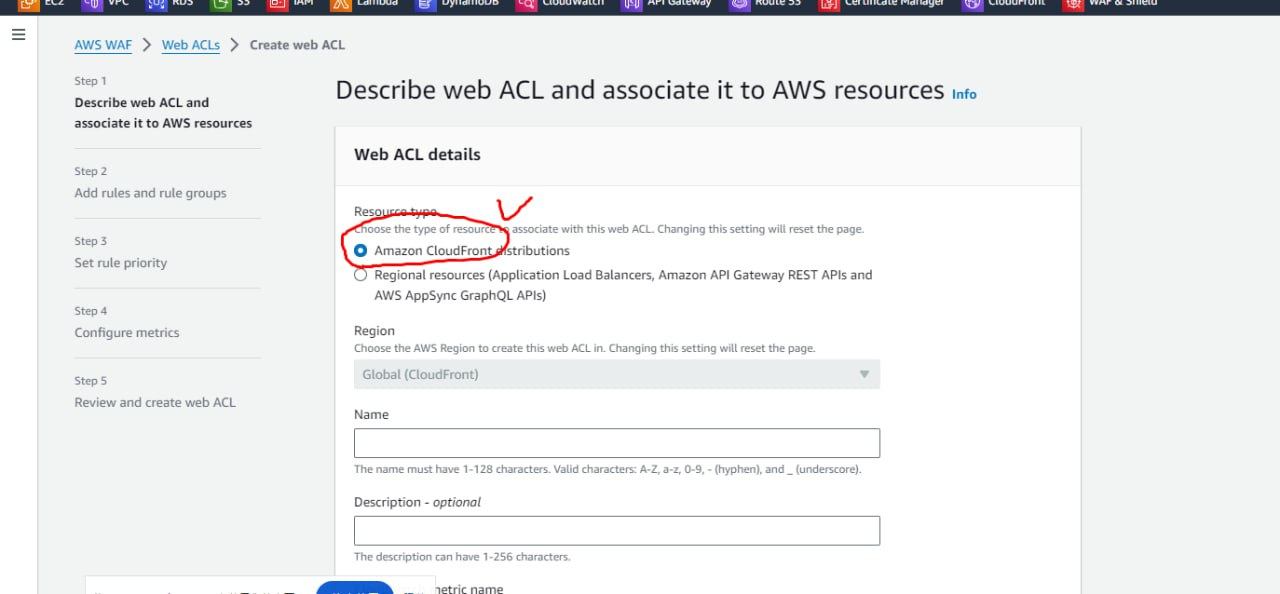 EC2 VPC RDS S3 IAM Lambda DynamoDB CloudWatch API Gateway Route 53 Certificate Manager CloudFront WAF & Shield
AWS WAF > Web ACLs > Create web ACL
Step 1
Describe web ACL and
associate it to AWS resources
Step 2
Add rules and rule groups
Step 3
Set rule priority
Step 4
Configure metrics
Step 5
Review and create web ACL
Describe web ACL and associate it to AWS resources Info
Web ACL details
Resource type
Choose the type of resource to associate with this web ACL. Changing this setting will reset the page.
Amazon CloudFront distributions
Regional resources (Application Load Balancers, Amazon API Gateway REST APIs and
AWS AppSync GraphQL APIs)
Region
Choose the AWS Region to create this web ACL in. Changing this setting will reset the page.
Global (CloudFront)
Name
The name must have 1-128 characters. Valid characters: A-Z, a-z, 0-9, - (hyphen), and _ (underscore).
Description - optional
The description can have 1-256 characters.
metric name